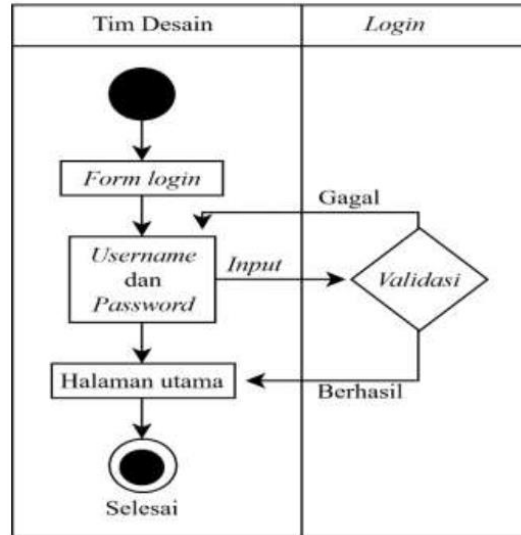 Tim Desain
Login
Form login
Gagal
Username
dan
Password
Input
Validasi
Halaman utama
Berhasil
Selesai